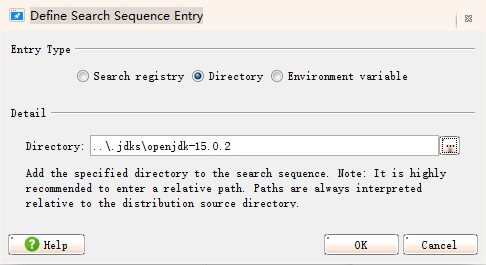 Define Search Sequence Entry
Entry Type
Search registry Directory Environment variable
Detail
Directory: ..\.jdks\openjdk-15.0.2 ...
Add the specified directory to the search sequence. Note: It is highly
recommended to enter a relative path. Paths are always interpreted
relative to the distribution source directory.
? Help OK Cancel